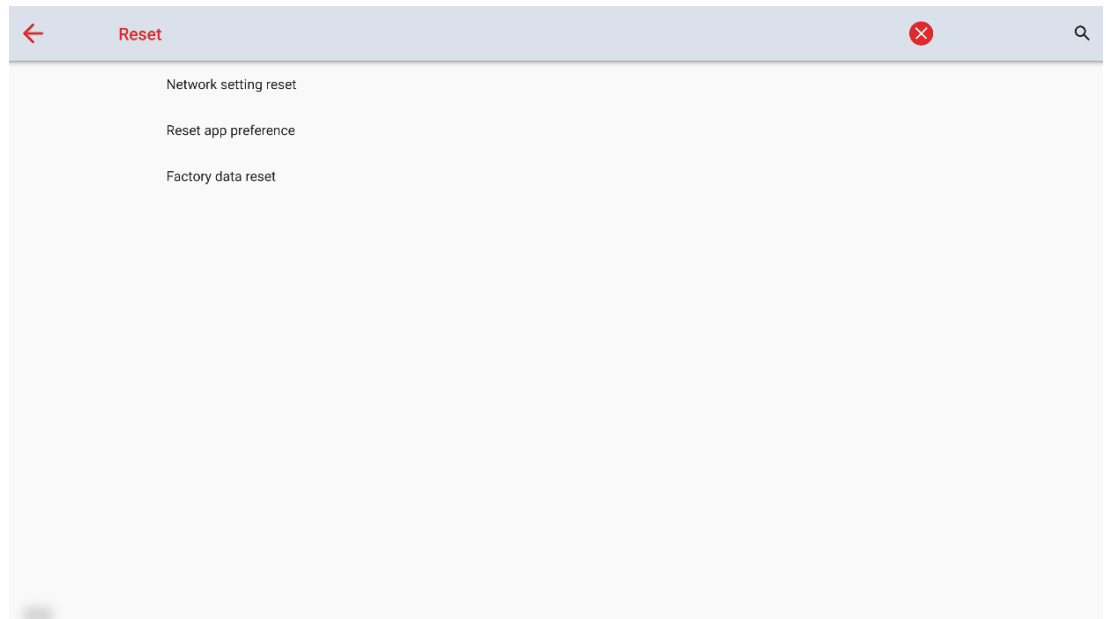 Reset
Network setting reset
Reset app preference
Factory data reset